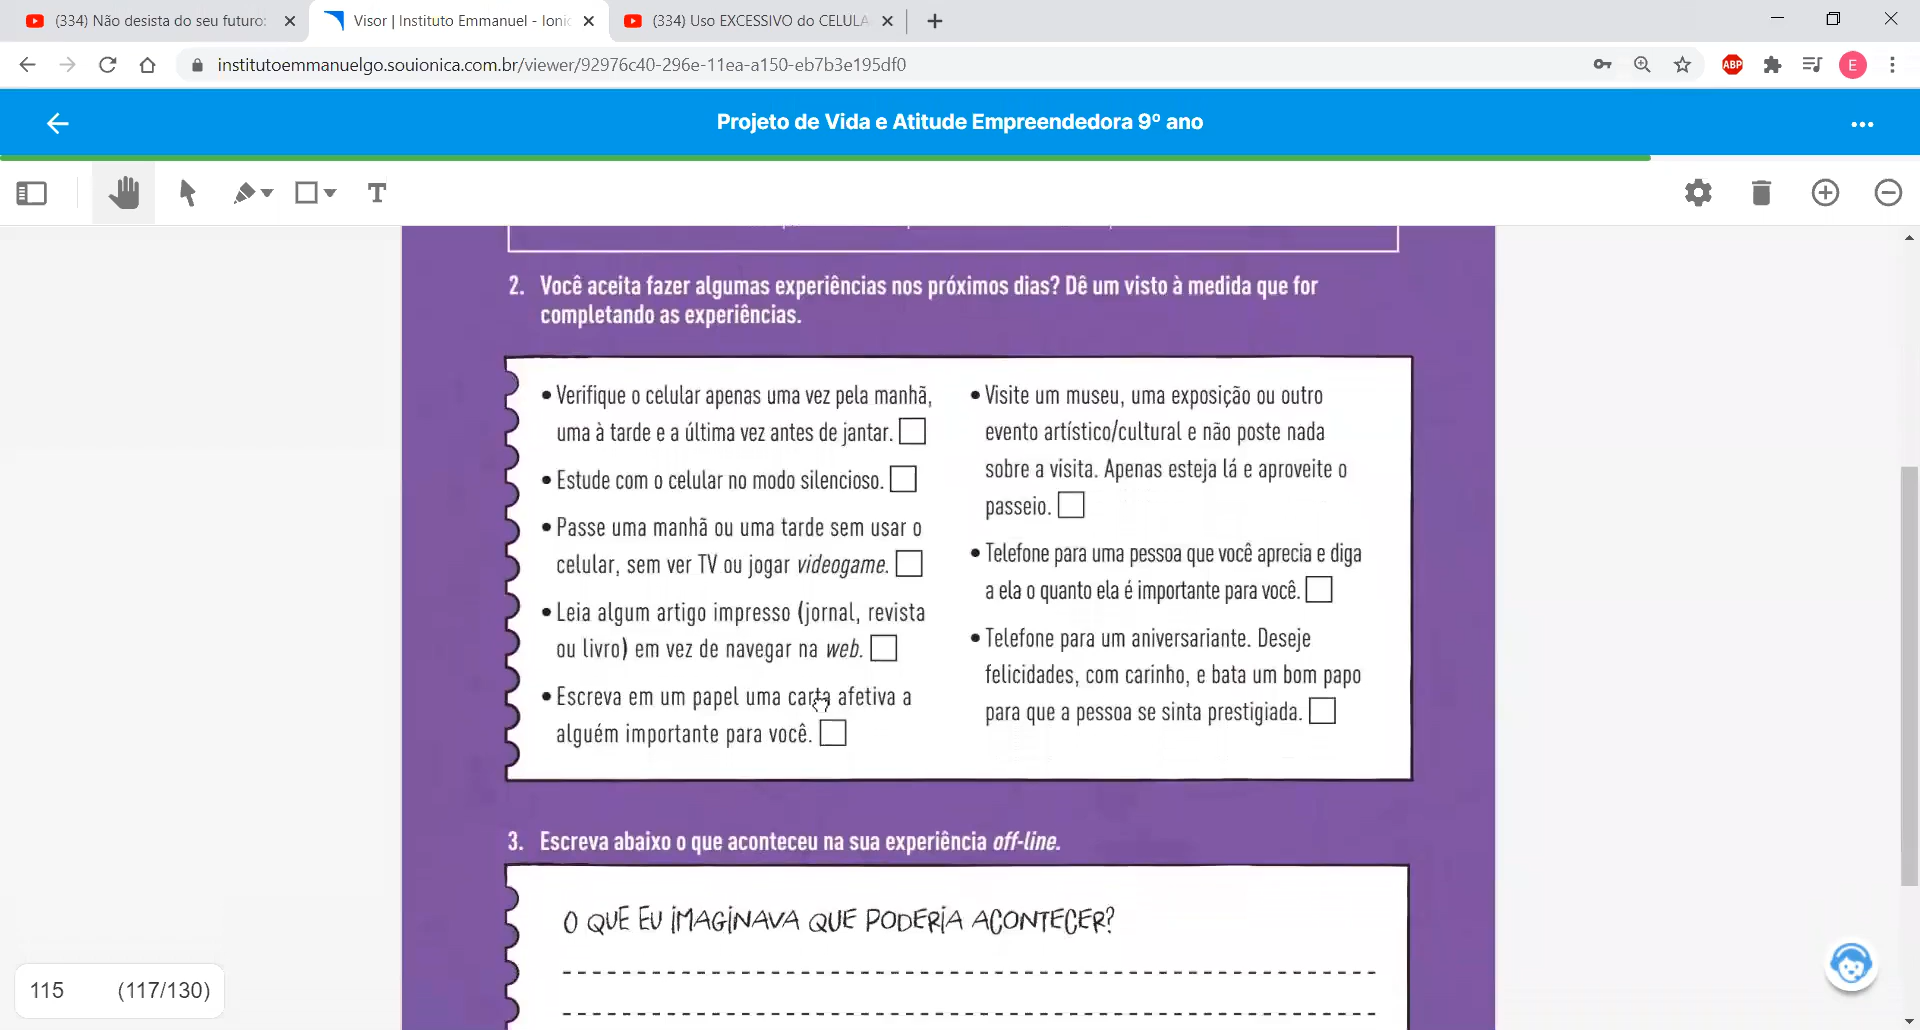 (334) Não desista do seu futuro:
Visor | Instituto Emmanuel - Ionic
(334) Uso EXCESSIVO do CELULA
institutoemmanuelgo.souionica.com.br/viewer/92976c40-296e-11ea-a150-eb7b3e195df0
ABP
E
Projeto de Vida e Atitude Empreendedora 9º ano
T
2. Você aceita fazer algumas experiências nos próximos dias? Dê um visto à medida que for
completando as experiências.
• Verifique o celular apenas uma vez pela manhã,
uma à tarde e a última vez antes de jantar.
• Estude com o celular no modo silencioso.
• Passe uma manhã ou uma tarde sem usar o
celular, sem ver TV ou jogar videogame.
• Leia algum artigo impresso (jornal, revista
ou livro) em vez de navegar na web.
• Escreva em um papel uma carta afetiva a
alguém importante para você.
• Visite um museu, uma exposição ou outro
evento artístico/cultural e não poste nada
sobre a visita. Apenas esteja lá e aproveite o
passeio.
• Telefone para uma pessoa que você aprecia e diga
a ela o quanto ela é importante para você.
• Telefone para um aniversariante. Deseje
felicidades, com carinho, e bata um bom papo
para que a pessoa se sinta prestigiada.
3. Escreva abaixo o que aconteceu na sua experiência off-line.
O QUE EU IMAGINAVA QUE PODERIA ACONTECER?
115 (117/130)